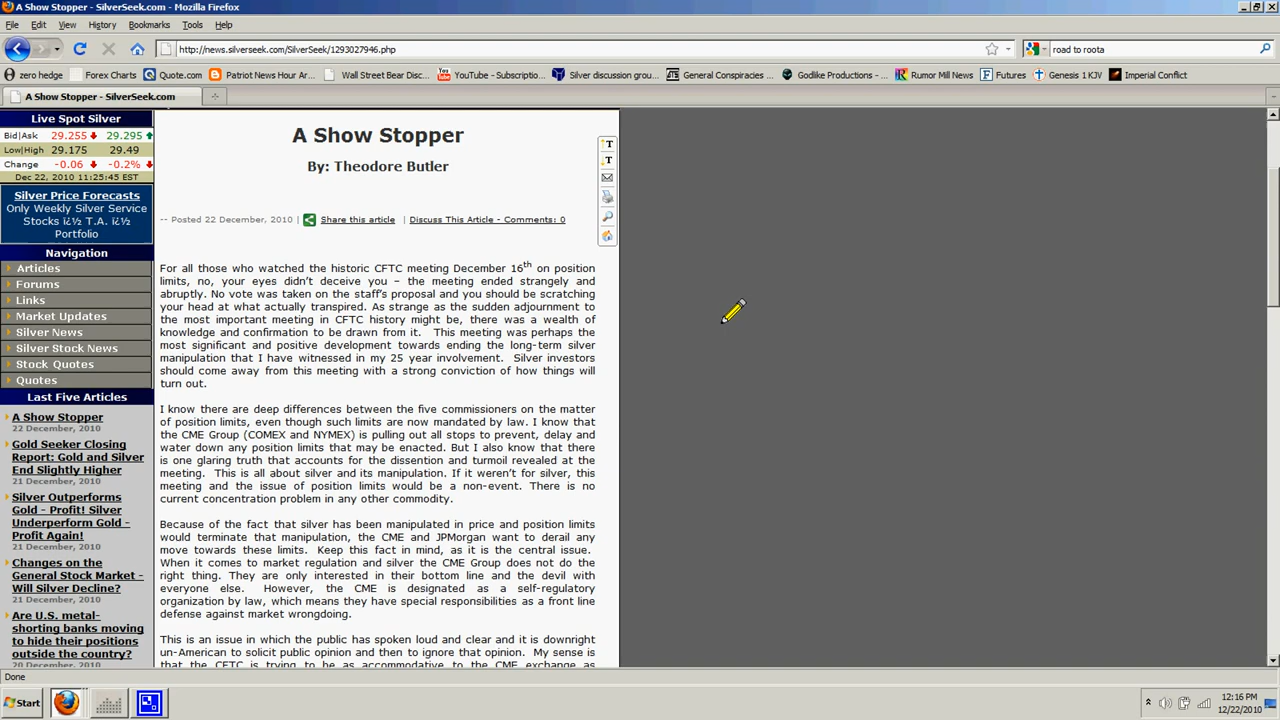 A Show Stopper - SilverSeek.com - Mozilla Firefox
File Edit View History Bookmarks Tools Help
http://news.silverseek.com/SilverSeek/1293027946.php
road to roota
zero hedge Forex Charts Quote.com Patriot News Hour Ar... Wall Street Bear Disc... YouTube - Subscriptio... Silver discussion grou... General Conspiracies ... Godlike Productions - ... Rumor Mill News Futures Genesis 1 KJV Imperial Conflict
A Show Stopper - SilverSeek.com
Live Spot Silver
Bid|Ask 29.255 29.295
Low|High 29.175 29.49
Change -0.06 -0.2%
Dec 22, 2010 11:25:45 EST
Silver Price Forecasts
Only Weekly Silver Service
Stocks ï¿½ T.A. ï¿½
Portfolio
Navigation
Articles
Forums
Links
Market Updates
Silver News
Silver Stock News
Stock Quotes
Quotes
Last Five Articles
A Show Stopper
22 December, 2010
Gold Seeker Closing
Report: Gold and Silver
End Slightly Higher
21 December, 2010
Silver Outperforms
Gold - Profit! Silver
Underperform Gold -
Profit Again!
21 December, 2010
Changes on the
General Stock Market -
Will Silver Decline?
21 December, 2010
Are U.S. metal-
shorting banks moving
to hide their positions
outside the country?
20 December, 2010
A Show Stopper
By: Theodore Butler
-- Posted 22 December, 2010 | Share this article | Discuss This Article - Comments: 0
For all those who watched the historic CFTC meeting December 16th on position
limits, no, your eyes didn't deceive you – the meeting ended strangely and
abruptly. No vote was taken on the staff's proposal and you should be scratching
your head at what actually transpired. As strange as the sudden adjournment to
the most important meeting in CFTC history might be, there was a wealth of
knowledge and confirmation to be drawn from it. This meeting was perhaps the
most significant and positive development towards ending the long-term silver
manipulation that I have witnessed in my 25 year involvement. Silver investors
should come away from this meeting with a strong conviction of how things will
turn out.
I know there are deep differences between the five commissioners on the matter
of position limits, even though such limits are now mandated by law. I know that
the CME Group (COMEX and NYMEX) is pulling out all stops to prevent, delay and
water down any position limits that may be enacted. But I also know that there
is one glaring truth that accounts for the dissention and turmoil revealed at the
meeting. This is all about silver and its manipulation. If it weren't for silver, this
meeting and the issue of position limits would be a non-event. There is no
current concentration problem in any other commodity.
Because of the fact that silver has been manipulated in price and position limits
would terminate that manipulation, the CME and JPMorgan want to derail any
move towards these limits. Keep this fact in mind, as it is the central issue.
When it comes to market regulation and silver the CME Group does not do the
right thing. They are only interested in their bottom line and the devil with
everyone else. However, the CME is designated as a self-regulatory
organization by law, which means they have special responsibilities as a front line
defense against market wrongdoing.
This is an issue in which the public has spoken loud and clear and it is downright
un-American to solicit public opinion and then to ignore that opinion. My sense is
that the CFTC is trying to be as accommodative to the CME exchange as
T
T
Done
Start
12:16 PM
12/22/2010